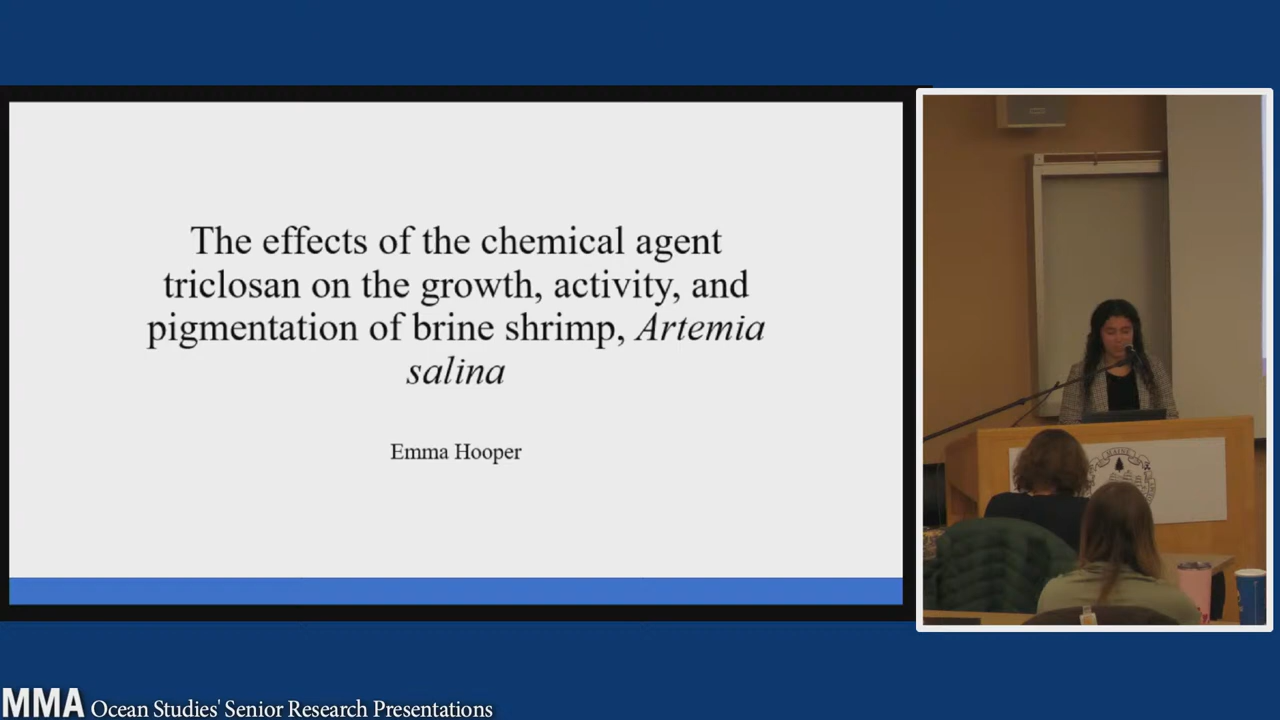 The effects of the chemical agent
triclosan on the growth, activity, and
pigmentation of brine shrimp, Artemia
salina
Emma Hooper
MAINE
MMA Ocean Studies' Senior Research Presentations